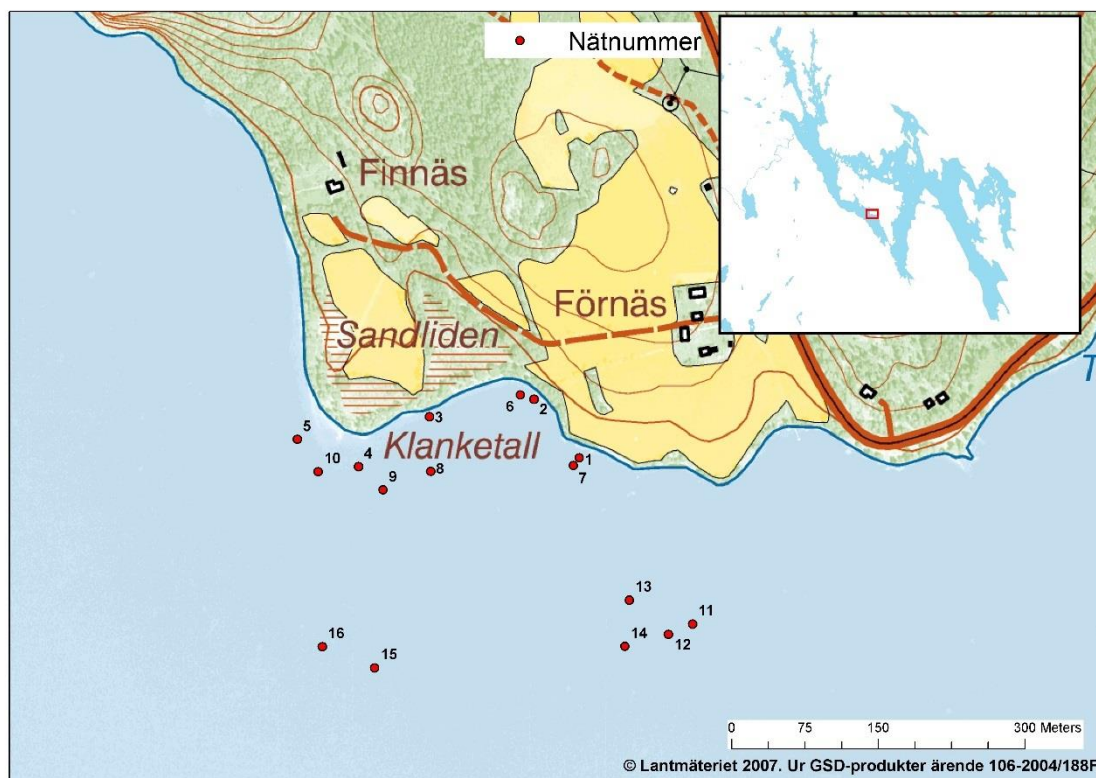 Nätnummer
Finnäs
Förnäs
Sandliden
Klanketall
T
6
2
3
5
4
10
9
8
1
7
13
11
12
14
16
15
0 75 150 300 Meters
© Lantmäteriet 2007. Ur GSD-produkter ärende 106-2004/188F